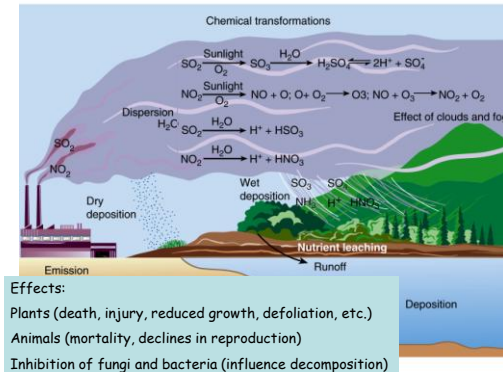 Chemical transformations
SO2 Sunlight O2 SO3 H2O H2SO4 2H+ + SO4-
NO2 Sunlight O2 NO + O; O+ O2 O3; NO + O3 NO2 + O2
Dispersion
H2O
SO2 H2O H+ + HSO3
NO2 H2O H+ + HNO3
Effect of clouds and
SO2
NO2
Dry
deposition
Wet
deposition
SO3 SO4
NH H+ HNO3
Nutrient leaching
Runoff
Emission
Deposition
Effects:
Plants (death, injury, reduced growth, defoliation, etc.)
Animals (mortality, declines in reproduction)
Inhibition of fungi and bacteria (influence decomposition)